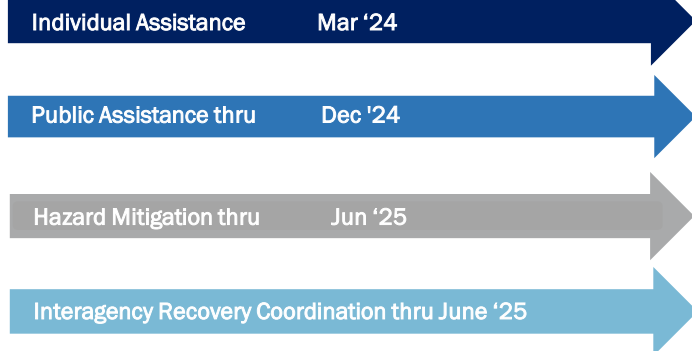 Individual Assistance Mar ‘24
Public Assistance thru Dec '24
Hazard Mitigation thru Jun ‘25
Interagency Recovery Coordination thru June ‘25